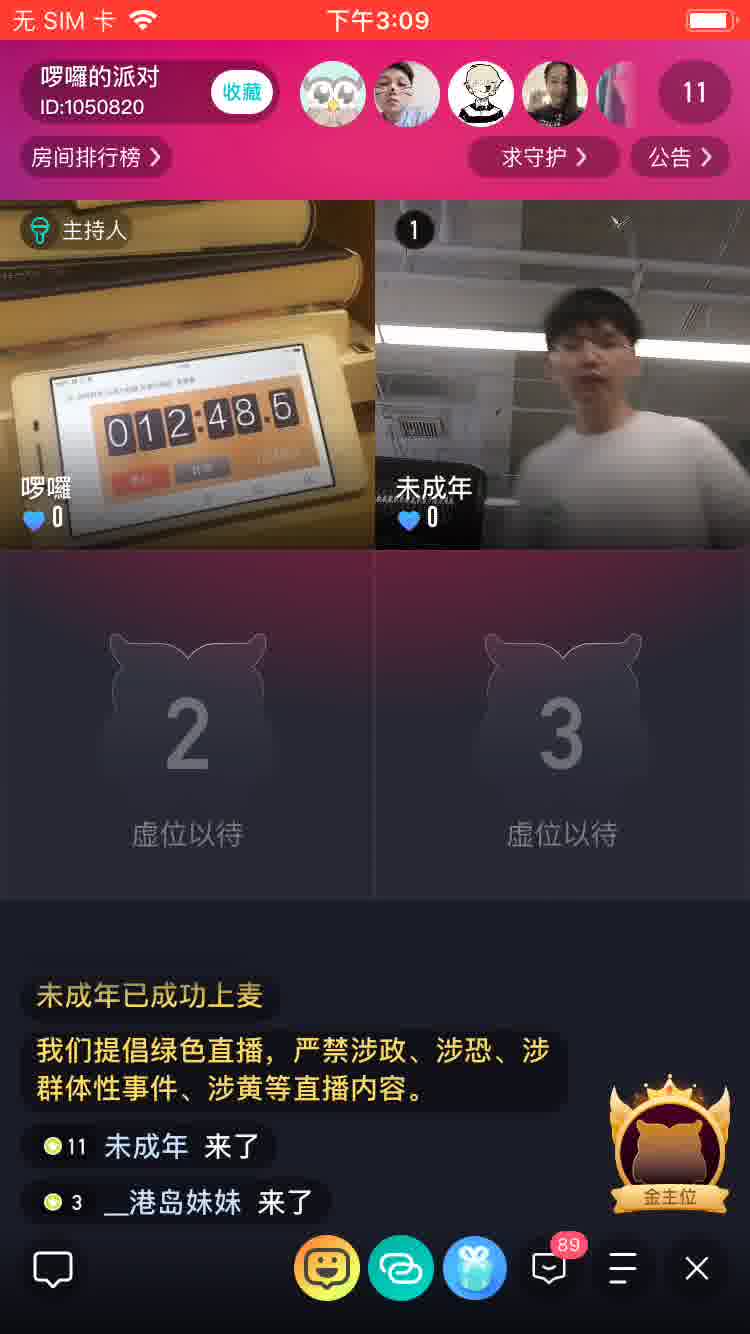 无 SIM 卡
下午3:09
啰囉的派对
ID:1050820
收藏
11
房间排行榜
求守护
公告
主持人
1
012:48.5
啰囉
0
未成年
0
2
虚位以待
3
虚位以待
未成年已成功上麦
我们提倡绿色直播，严禁涉政、涉恐、涉
群体性事件、涉黄等直播内容。
11 未成年 来了
3 __港岛妹妹 来了
金主位
89